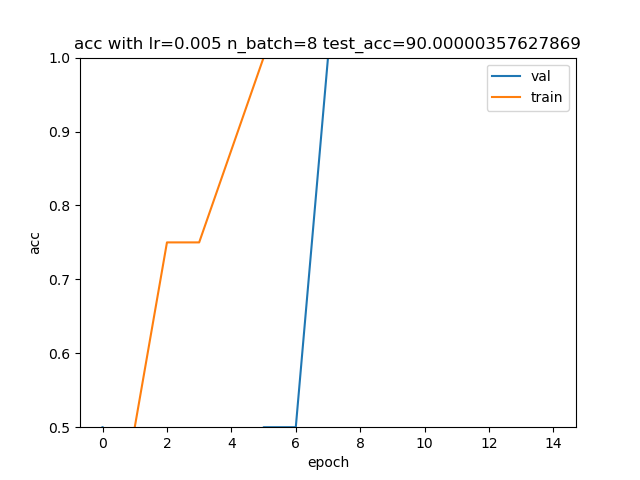 acc with lr=0.005 n_batch=8 test_acc=90.00000357627869
val
train
1.0
0.9
0.8
0.7
0.6
0.5
acc
0 2 4 6 8 10 12 14
epoch